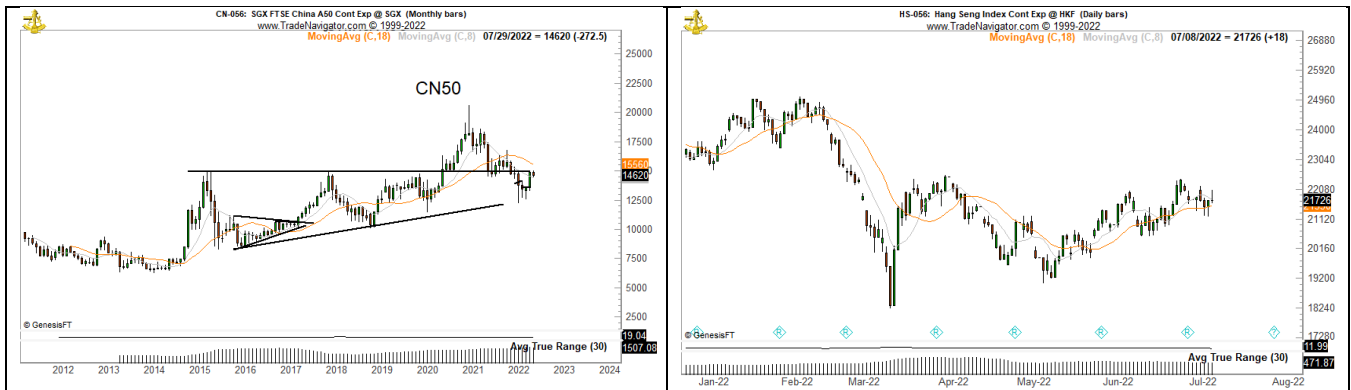 CN-056: SGX FTSE China A50 Cont Exp @ SGX (Monthly bars)
www.TradeNavigator.com © 1999-2022
MovingAvg (C,18) MovingAvg (C,8) 07/29/2022 = 14620 (-272.5)
25000
22500
CN50
20000
17500
15560
14620
12500
10000
7500
5000
2500
© GenesisFT
19.04
Avg True Range (30)
1507.08
2012 2013 2014 2015 2016 2017 2018 2019 2020 2021 2022 2023 2024
HS-056: Hang Seng Index Cont Exp @ HKF (Daily bars)
www.TradeNavigator.com © 1999-2022
MovingAvg (C,18) MovingAvg (C,8) 07/08/2022 = 21726 (+18)
26880
25920
24960
24000
23040
22080
21726
21120
20160
19200
18240
17280
R R R R R R ?
© GenesisFT
11.99
Avg True Range (30)
471.87
Jan-22 Feb-22 Mar-22 Apr-22 May-22 Jun-22 Jul-22 Aug-22